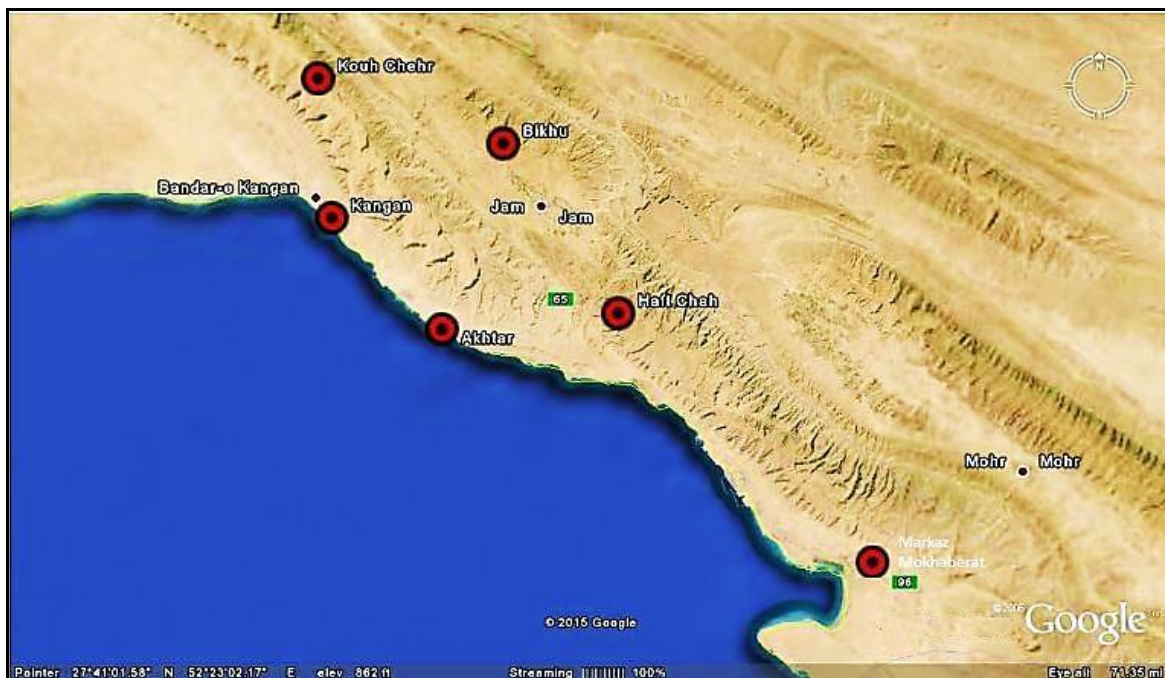 N
Kouh Chehr
Bikhu
Bandar-e Kangan
Kangan
Jam
Jam
65
Haft Chah
Akhtar
Mohr
Mohr
Markaz
Mokhaberat
96
©2006 Google
© 2015 Google
Pointer 27°41'01.58" N 52°23'02.17" E elev 862 ft Streaming ||||||||| 100% Eye alt 71.35 mi